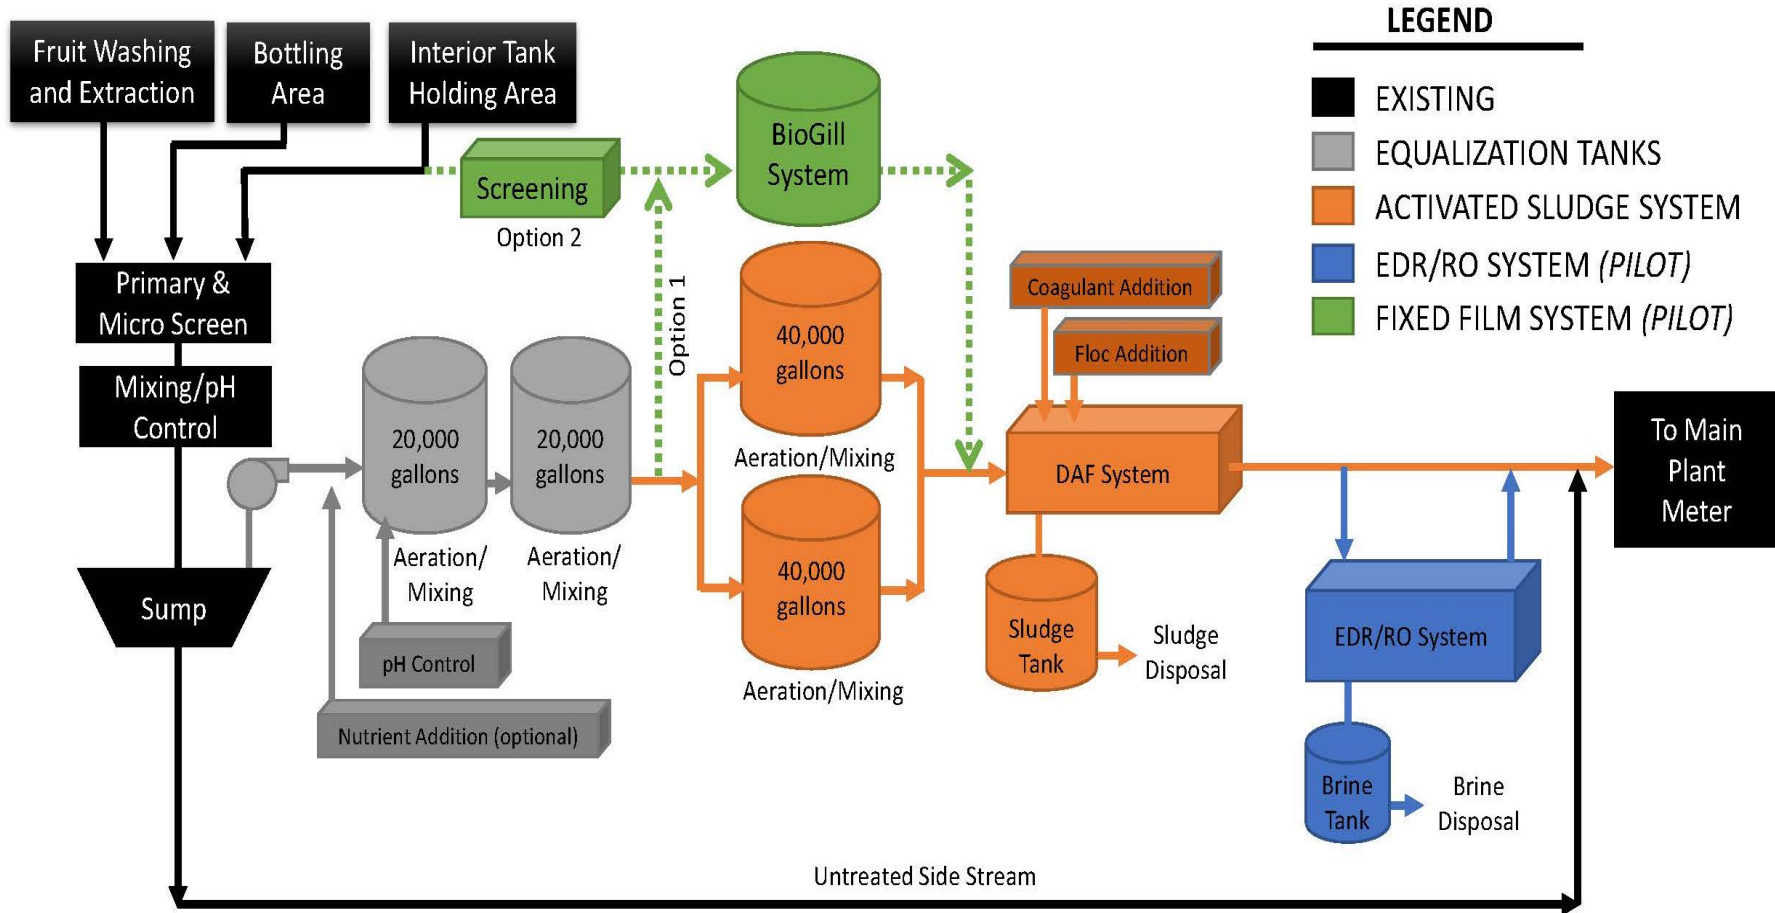 LEGEND
EXISTING
EQUALIZATION TANKS
ACTIVATED SLUDGE SYSTEM
EDR/RO SYSTEM (PILOT)
FIXED FILM SYSTEM (PILOT)
Fruit Washing
and Extraction
Bottling
Area
Interior Tank
Holding Area
Screening
Option 2
BioGill
System
Primary &
Micro Screen
Mixing/pH
Control
Sump
20,000
gallons
Aeration/
Mixing
20,000
gallons
Aeration/
Mixing
pH Control
Nutrient Addition (optional)
Option 1
40,000
gallons
Aeration/Mixing
40,000
gallons
Aeration/Mixing
Coagulant Addition
Floc Addition
DAF System
Sludge
Tank
Sludge
Disposal
To Main
Plant
Meter
EDR/RO System
Brine
Tank
Brine
Disposal
Untreated Side Stream